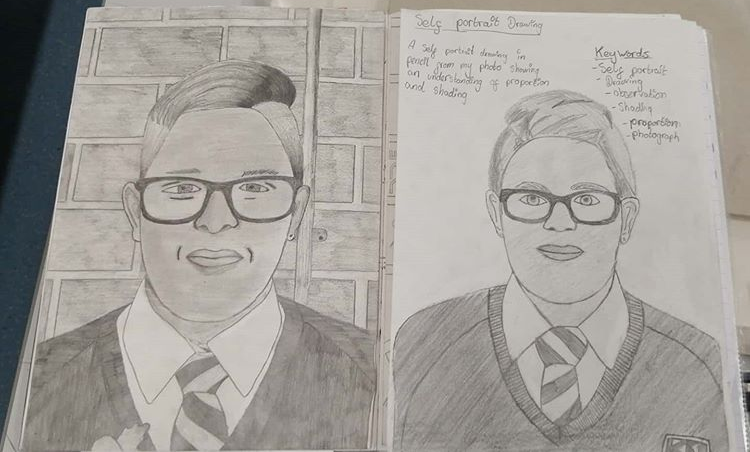 Self portrait Drawing
A self portrait drawing in
pencil from my photo showing
an understanding of proportion
and shading
Keywords
- Self portrait
- Drawing
- observation
- Shading
- proportion
- photograph